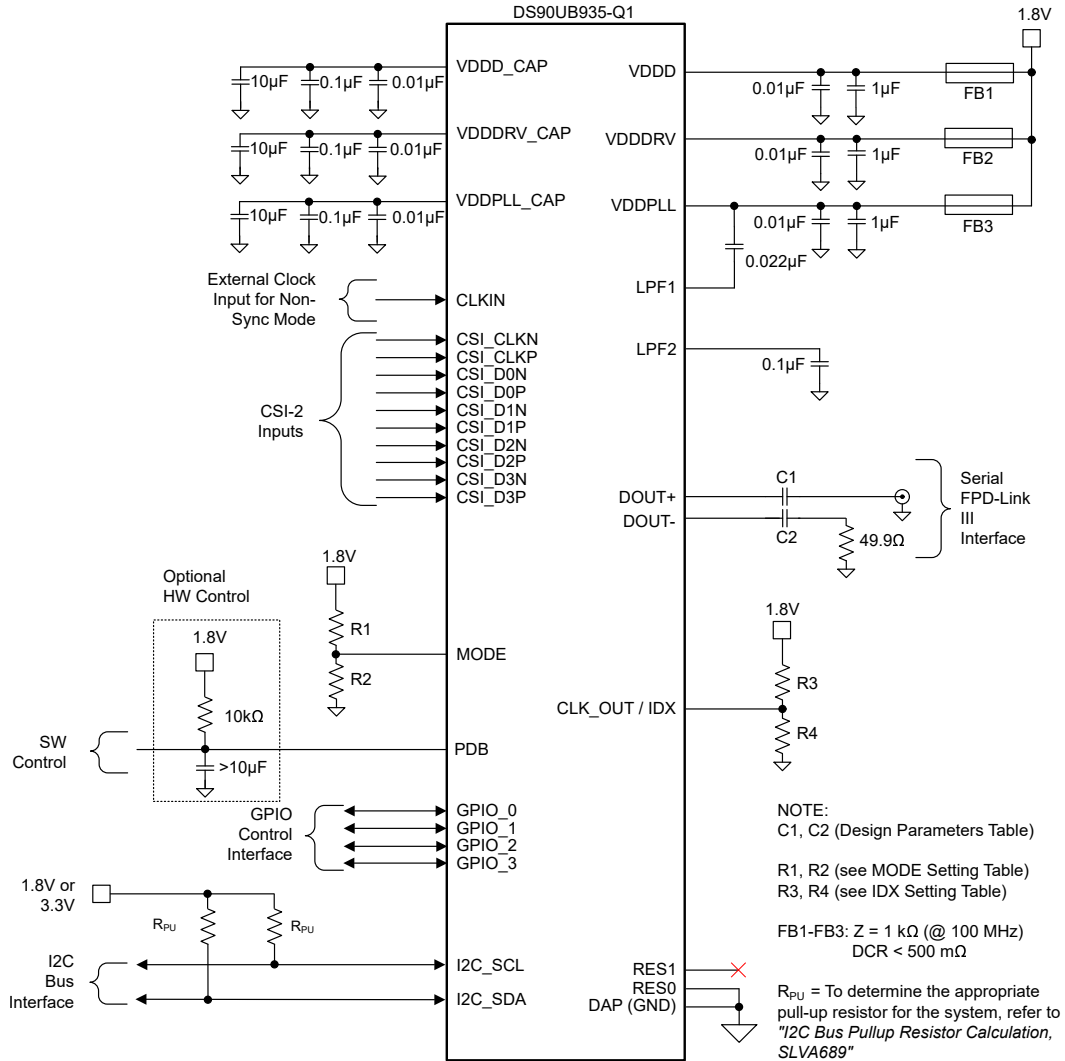 DS90UB935-Q1
1.8V
VDDD_CAP
10µF
0.1µF
0.01µF
VDDDRV_CAP
10µF
0.1µF
0.01µF
VDDPLL_CAP
10µF
0.1µF
0.01µF
VDDD
0.01µF
1µF
FB1
VDDDRV
0.01µF
1µF
FB2
VDDPLL
0.01µF
1µF
FB3
0.022µF
LPF1
LPF2
0.1µF
External Clock
Input for Non-
Sync Mode
CLKIN
CSI-2
Inputs
CSI_CLKN
CSI_CLKP
CSI_D0N
CSI_D0P
CSI_D1N
CSI_D1P
CSI_D2N
CSI_D2P
CSI_D3N
CSI_D3P
DOUT+
DOUT-
C1
C2
49.9Ω
Serial
FPD-Link
III
Interface
1.8V
R1
R2
MODE
Optional
HW Control
1.8V
10kΩ
>10µF
SW
Control
PDB
1.8V
R3
R4
CLK_OUT / IDX
GPIO
Control
Interface
GPIO_0
GPIO_1
GPIO_2
GPIO_3
1.8V or
3.3V
RPU
RPU
I2C
Bus
Interface
I2C_SCL
I2C_SDA
RES1
RES0
DAP (GND)
NOTE:
C1, C2 (Design Parameters Table)
R1, R2 (see MODE Setting Table)
R3, R4 (see IDX Setting Table)
FB1-FB3: Z = 1 kΩ (@ 100 MHz)
DCR < 500 mΩ
RPU = To determine the appropriate
pull-up resistor for the system, refer to
"I2C Bus Pullup Resistor Calculation,
SLVA689"